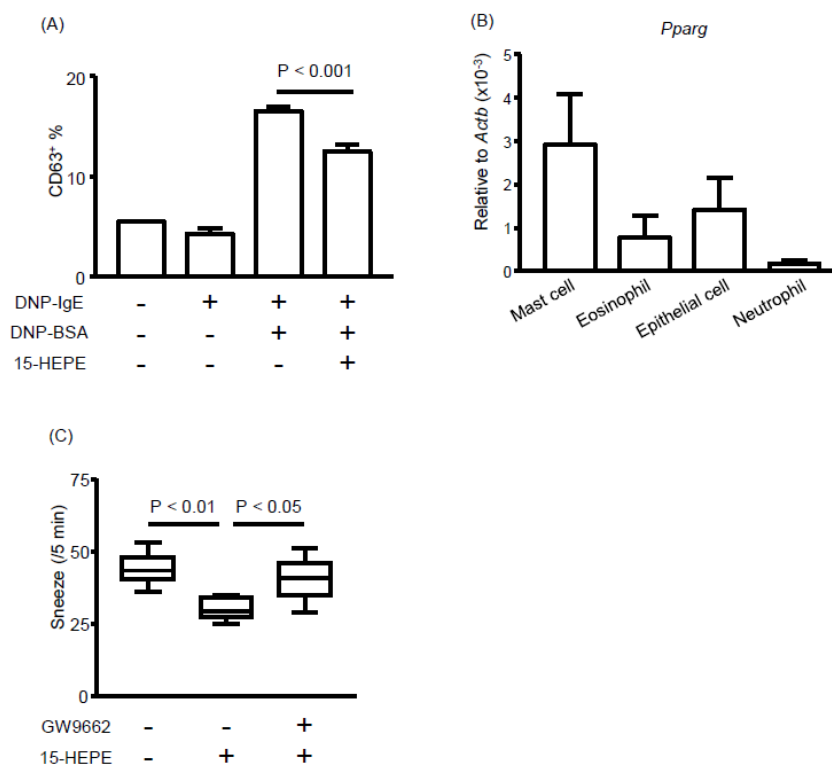 (A)
P < 0.001
20
10
0
CD63⁺ %
DNP-IgE - + + +
DNP-BSA - - + +
15-HEPE - - - +
(B)
Pparg
5
4
3
2
1
0
Relative to Actb (x10⁻³)
Mast cell
Eosinophil
Epithelial cell
Neutrophil
(C)
75
50
25
0
P < 0.01 P < 0.05
Sneeze (/5 min)
GW9662 - - +
15-HEPE - + +